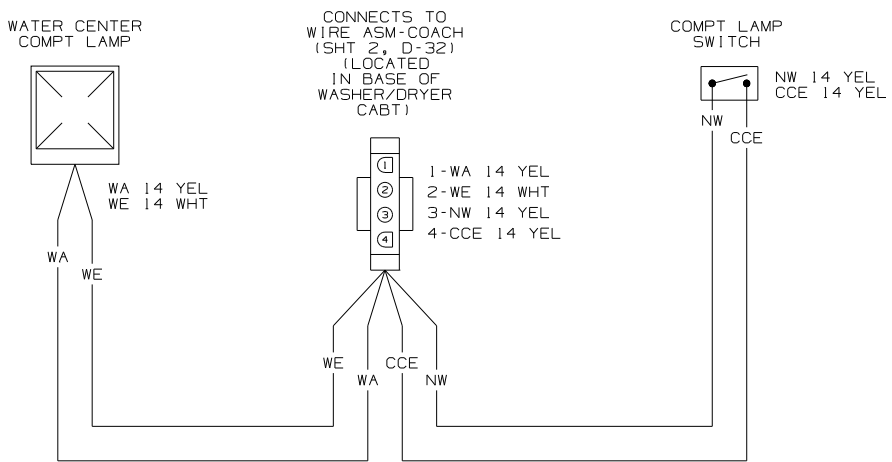 WATER CENTER
COMPT LAMP
CONNECTS TO
WIRE ASM-COACH
(SHT 2, D-32)
(LOCATED
IN BASE OF
WASHER/DRYER
CABT)
COMPT LAMP
SWITCH
NW 14 YEL
CCE 14 YEL
NW
CCE
1
2
3
4
1-WA 14 YEL
2-WE 14 WHT
3-NW 14 YEL
4-CCE 14 YEL
WA 14 YEL
WE 14 WHT
WA
WE
WE
WA
CCE
NW